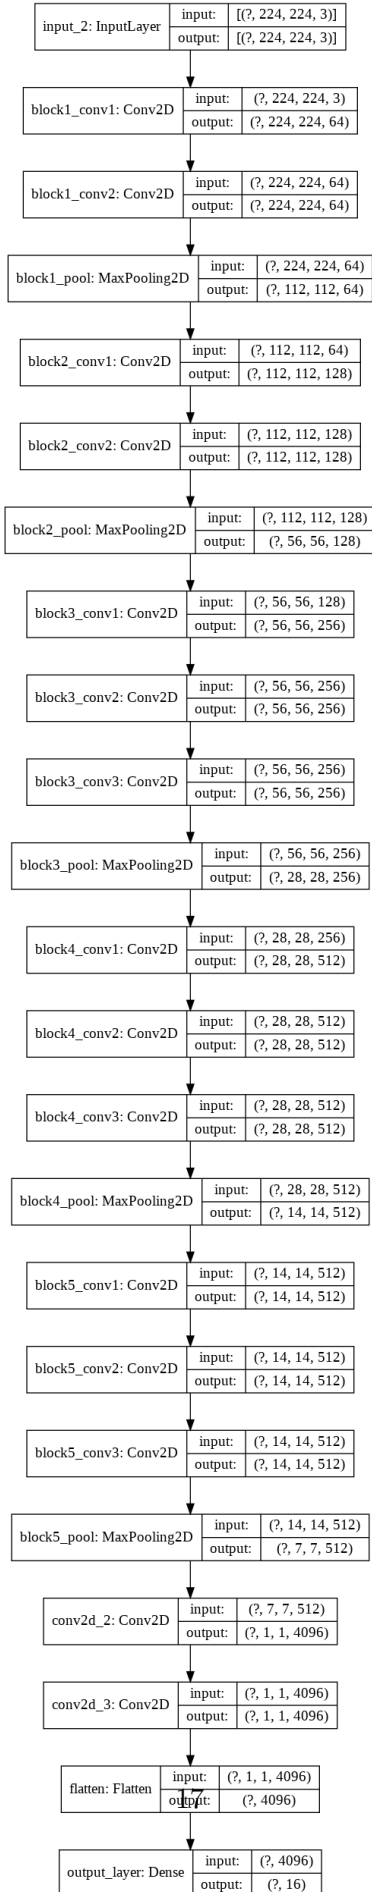 input_2: InputLayer
input: [(?, 224, 224, 3)]
output: [(?, 224, 224, 3)]
block1_conv1: Conv2D
input: (?, 224, 224, 3)
output: (?, 224, 224, 64)
block1_conv2: Conv2D
input: (?, 224, 224, 64)
output: (?, 224, 224, 64)
block1_pool: MaxPooling2D
input: (?, 224, 224, 64)
output: (?, 112, 112, 64)
block2_conv1: Conv2D
input: (?, 112, 112, 64)
output: (?, 112, 112, 128)
block2_conv2: Conv2D
input: (?, 112, 112, 128)
output: (?, 112, 112, 128)
block2_pool: MaxPooling2D
input: (?, 112, 112, 128)
output: (?, 56, 56, 128)
block3_conv1: Conv2D
input: (?, 56, 56, 128)
output: (?, 56, 56, 256)
block3_conv2: Conv2D
input: (?, 56, 56, 256)
output: (?, 56, 56, 256)
block3_conv3: Conv2D
input: (?, 56, 56, 256)
output: (?, 56, 56, 256)
block3_pool: MaxPooling2D
input: (?, 56, 56, 256)
output: (?, 28, 28, 256)
block4_conv1: Conv2D
input: (?, 28, 28, 256)
output: (?, 28, 28, 512)
block4_conv2: Conv2D
input: (?, 28, 28, 512)
output: (?, 28, 28, 512)
block4_conv3: Conv2D
input: (?, 28, 28, 512)
output: (?, 28, 28, 512)
block4_pool: MaxPooling2D
input: (?, 28, 28, 512)
output: (?, 14, 14, 512)
block5_conv1: Conv2D
input: (?, 14, 14, 512)
output: (?, 14, 14, 512)
block5_conv2: Conv2D
input: (?, 14, 14, 512)
output: (?, 14, 14, 512)
block5_conv3: Conv2D
input: (?, 14, 14, 512)
output: (?, 14, 14, 512)
block5_pool: MaxPooling2D
input: (?, 14, 14, 512)
output: (?, 7, 7, 512)
conv2d_2: Conv2D
input: (?, 7, 7, 512)
output: (?, 1, 1, 4096)
conv2d_3: Conv2D
input: (?, 1, 1, 4096)
output: (?, 1, 1, 4096)
flatten: Flatten
input: (?, 1, 1, 4096)
output: (?, 4096)
17
output_layer: Dense
input: (?, 4096)
output: (?, 16)